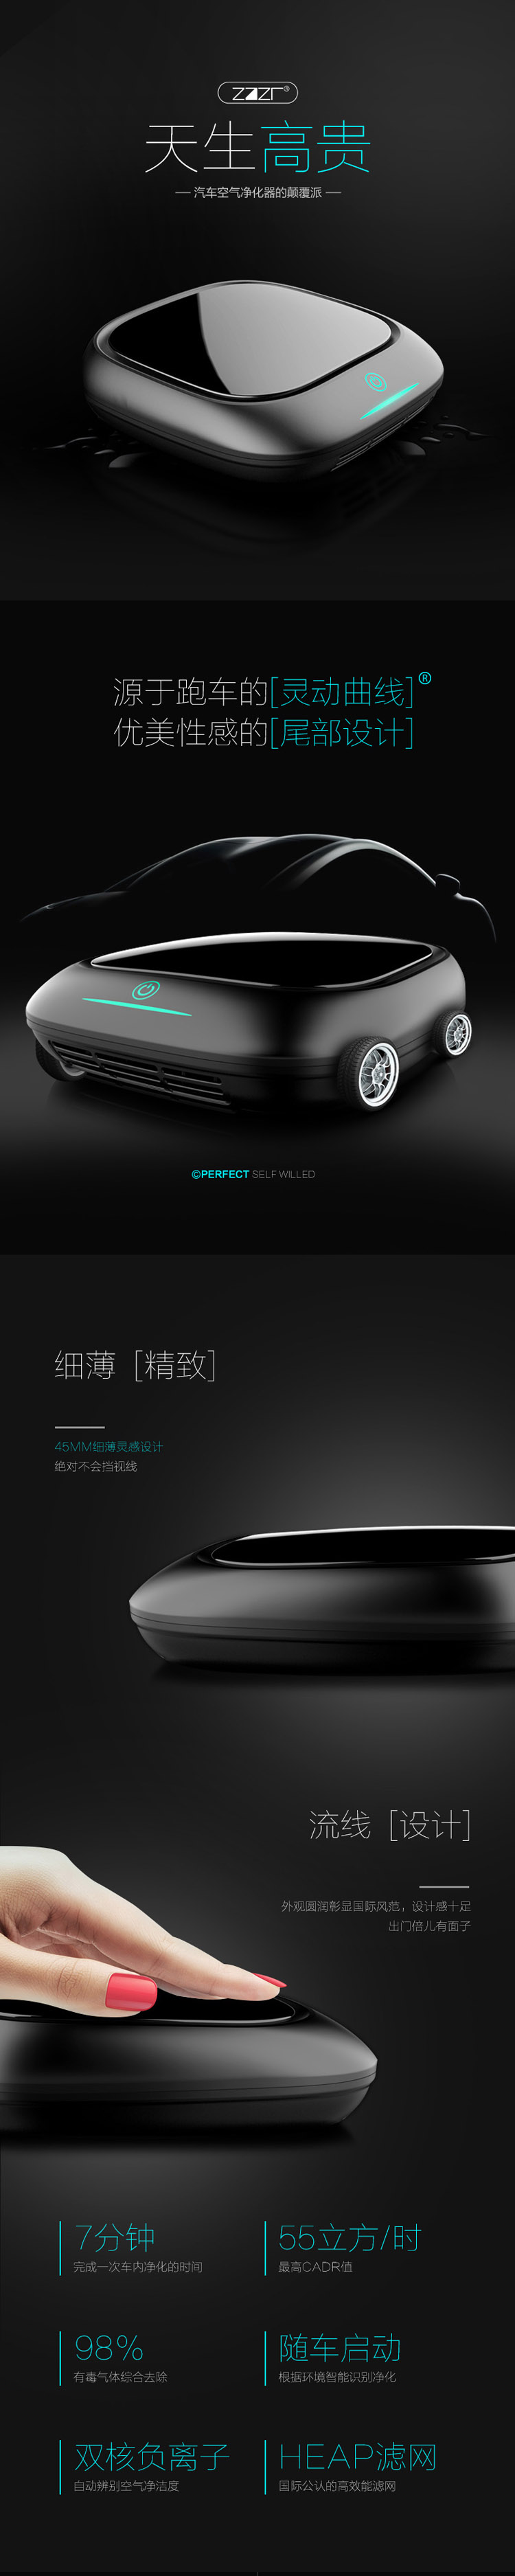 ZAZR®
天生高贵
汽车空气净化器的颠覆派
源于跑车的[灵动曲线]®
优美性感的[尾部设计]
©PERFECT SELF WILLED
细薄 [精致]
45MM细薄灵感设计
绝对不会挡视线
流线 [设计]
外观圆润彰显国际风范，设计感十足
出门倍儿有面子
7分钟
完成一次车内净化的时间
55立方/时
最高CADR值
98%
有毒气体综合去除
随车启动
根据环境智能识别净化
双核负离子
自动辨别空气净洁度
HEAP滤网
国际公认的高效能滤网